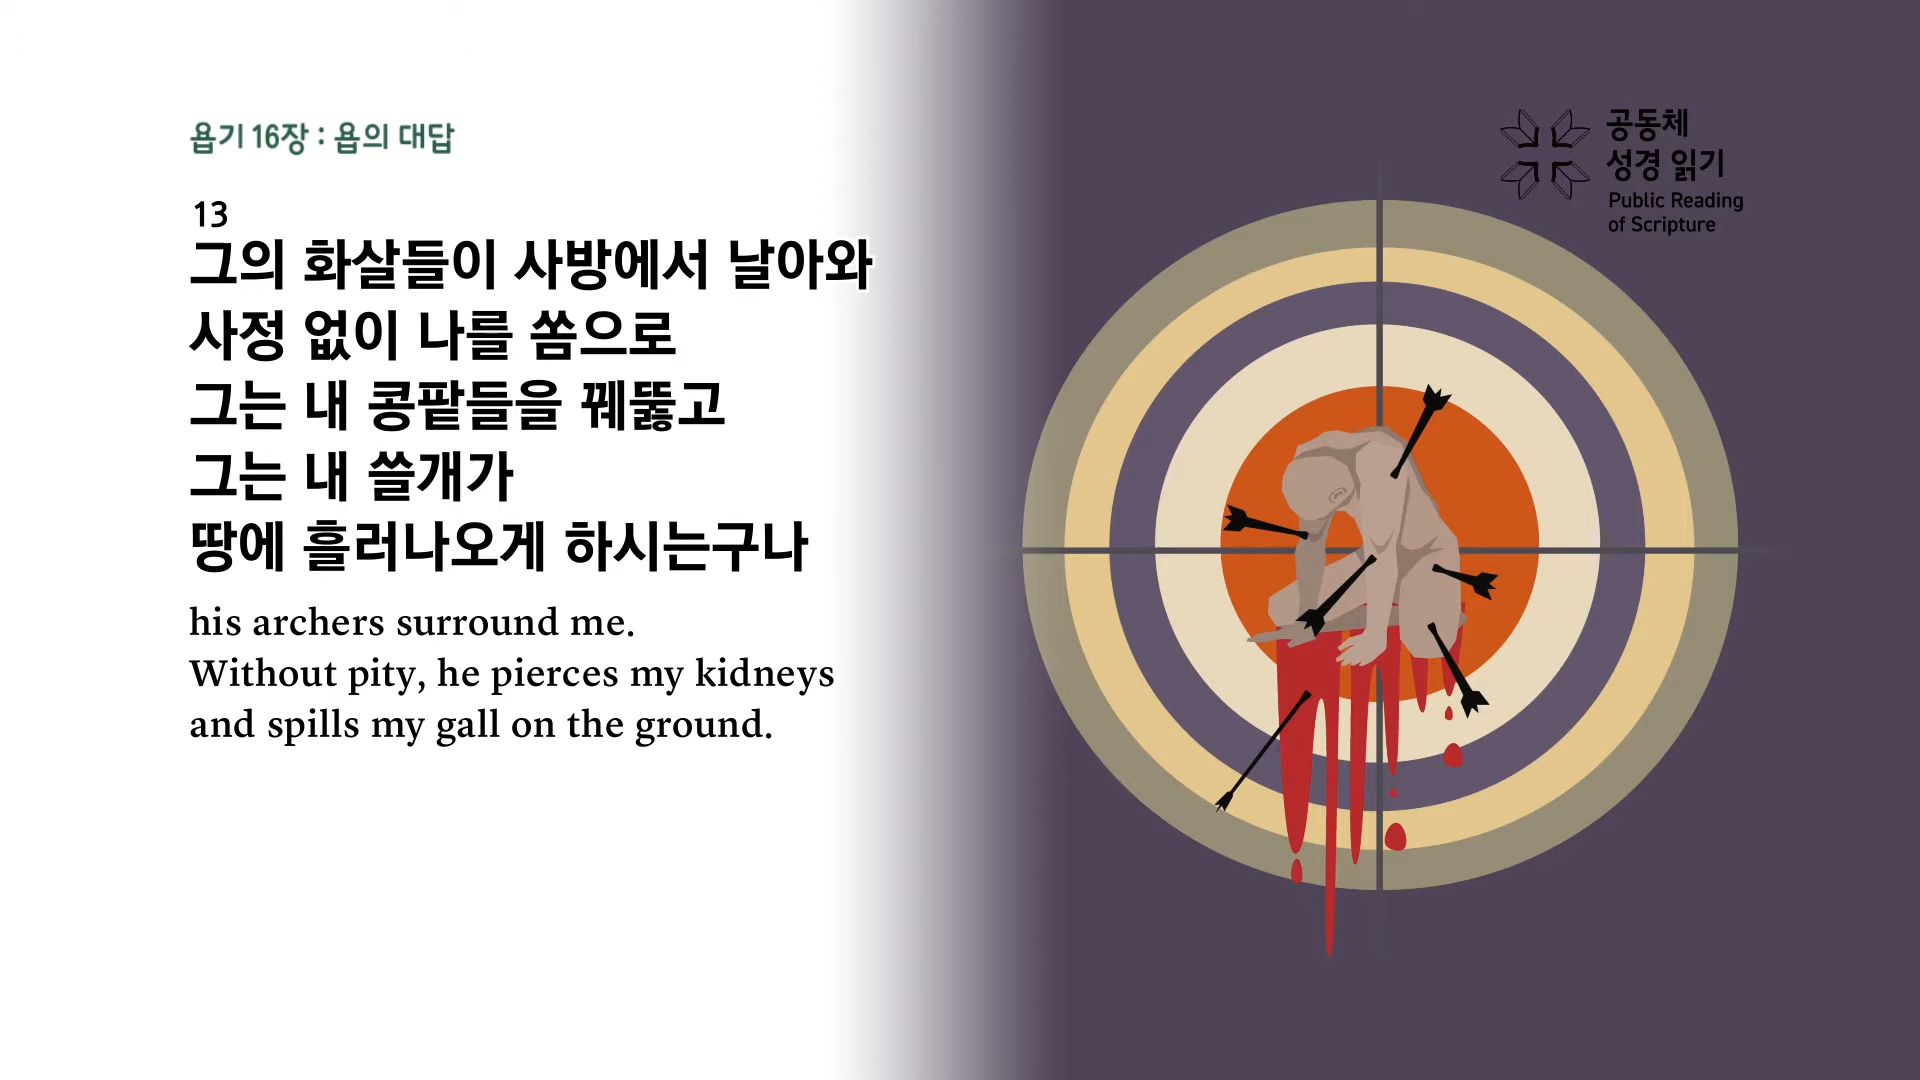 욥기 16장 : 욥의 대답
13
그의 화살들이 사방에서 날아와
사정 없이 나를 쏨으로
그는 내 콩팥들을 꿰뚫고
그는 내 쓸개가
땅에 흘러나오게 하시는구나
his archers surround me.
Without pity, he pierces my kidneys
and spills my gall on the ground.
공동체
성경 읽기
Public Reading
of Scripture